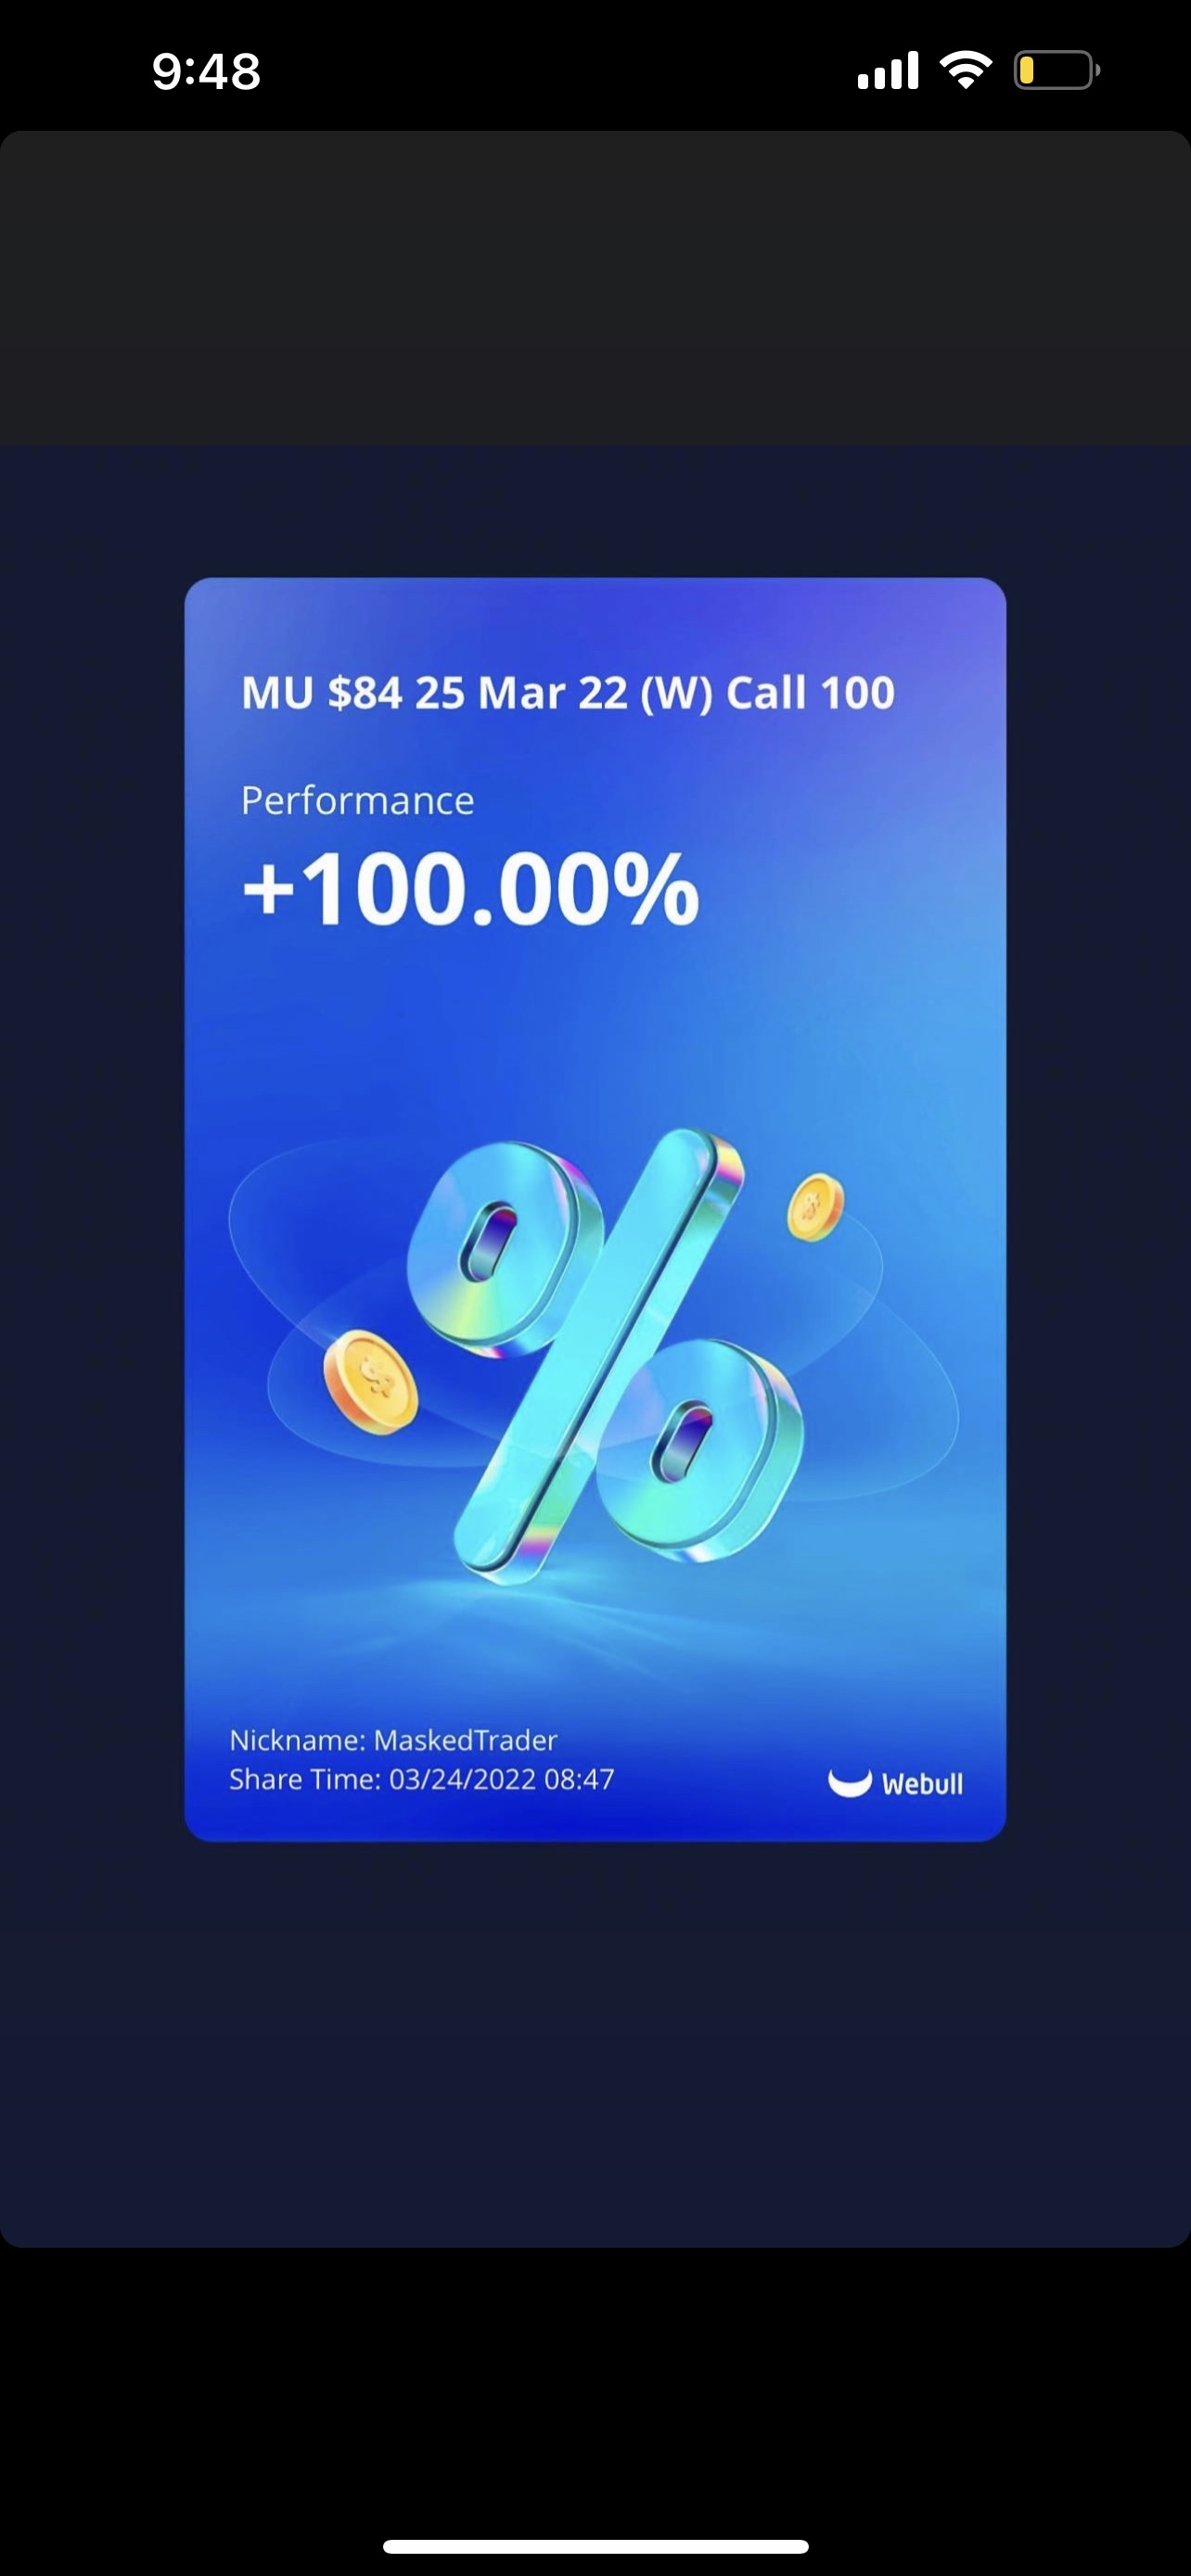 9:48
MU $84 25 Mar 22 (W) Call 100
Performance
+100.00%
Nickname: MaskedTrader
Share Time: 03/24/2022 08:47
Webull